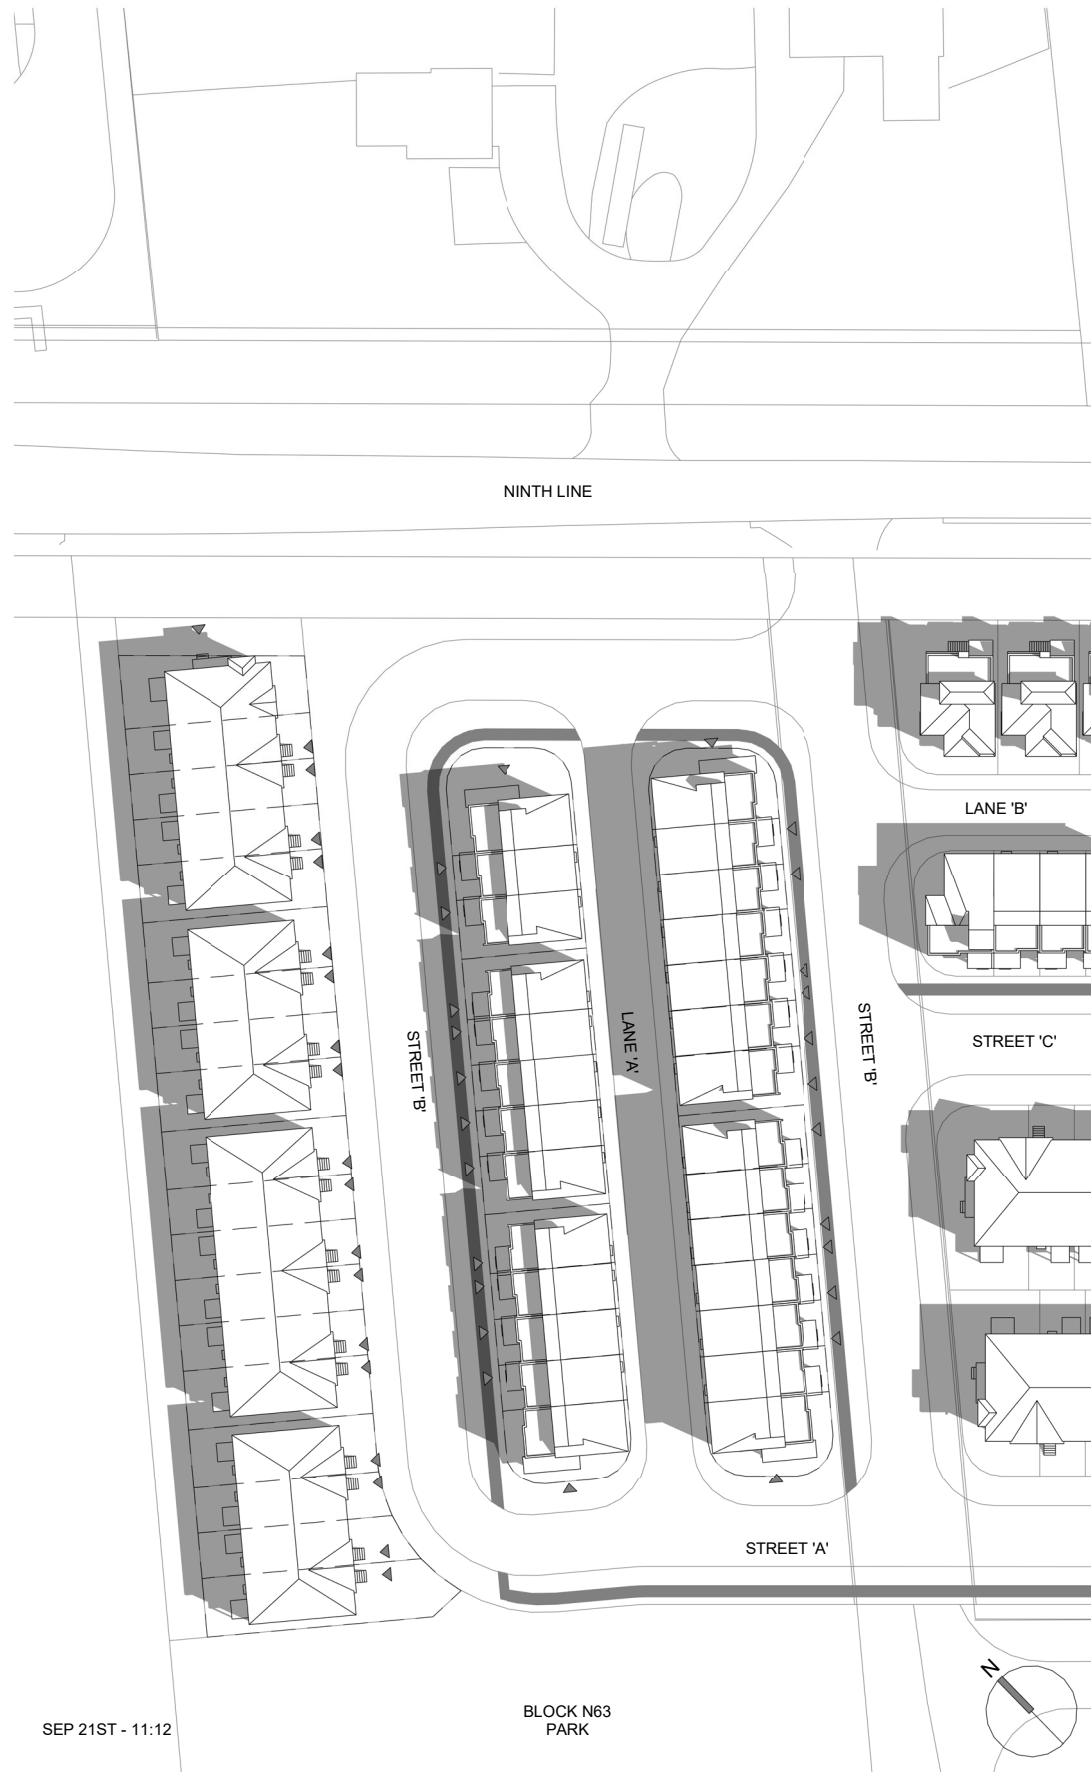 NINTH LINE
LANE 'B'
STREET 'B'
LANE 'A'
STREET 'B'
STREET 'C'
STREET 'A'
N
SEP 21ST - 11:12
BLOCK N63
PARK